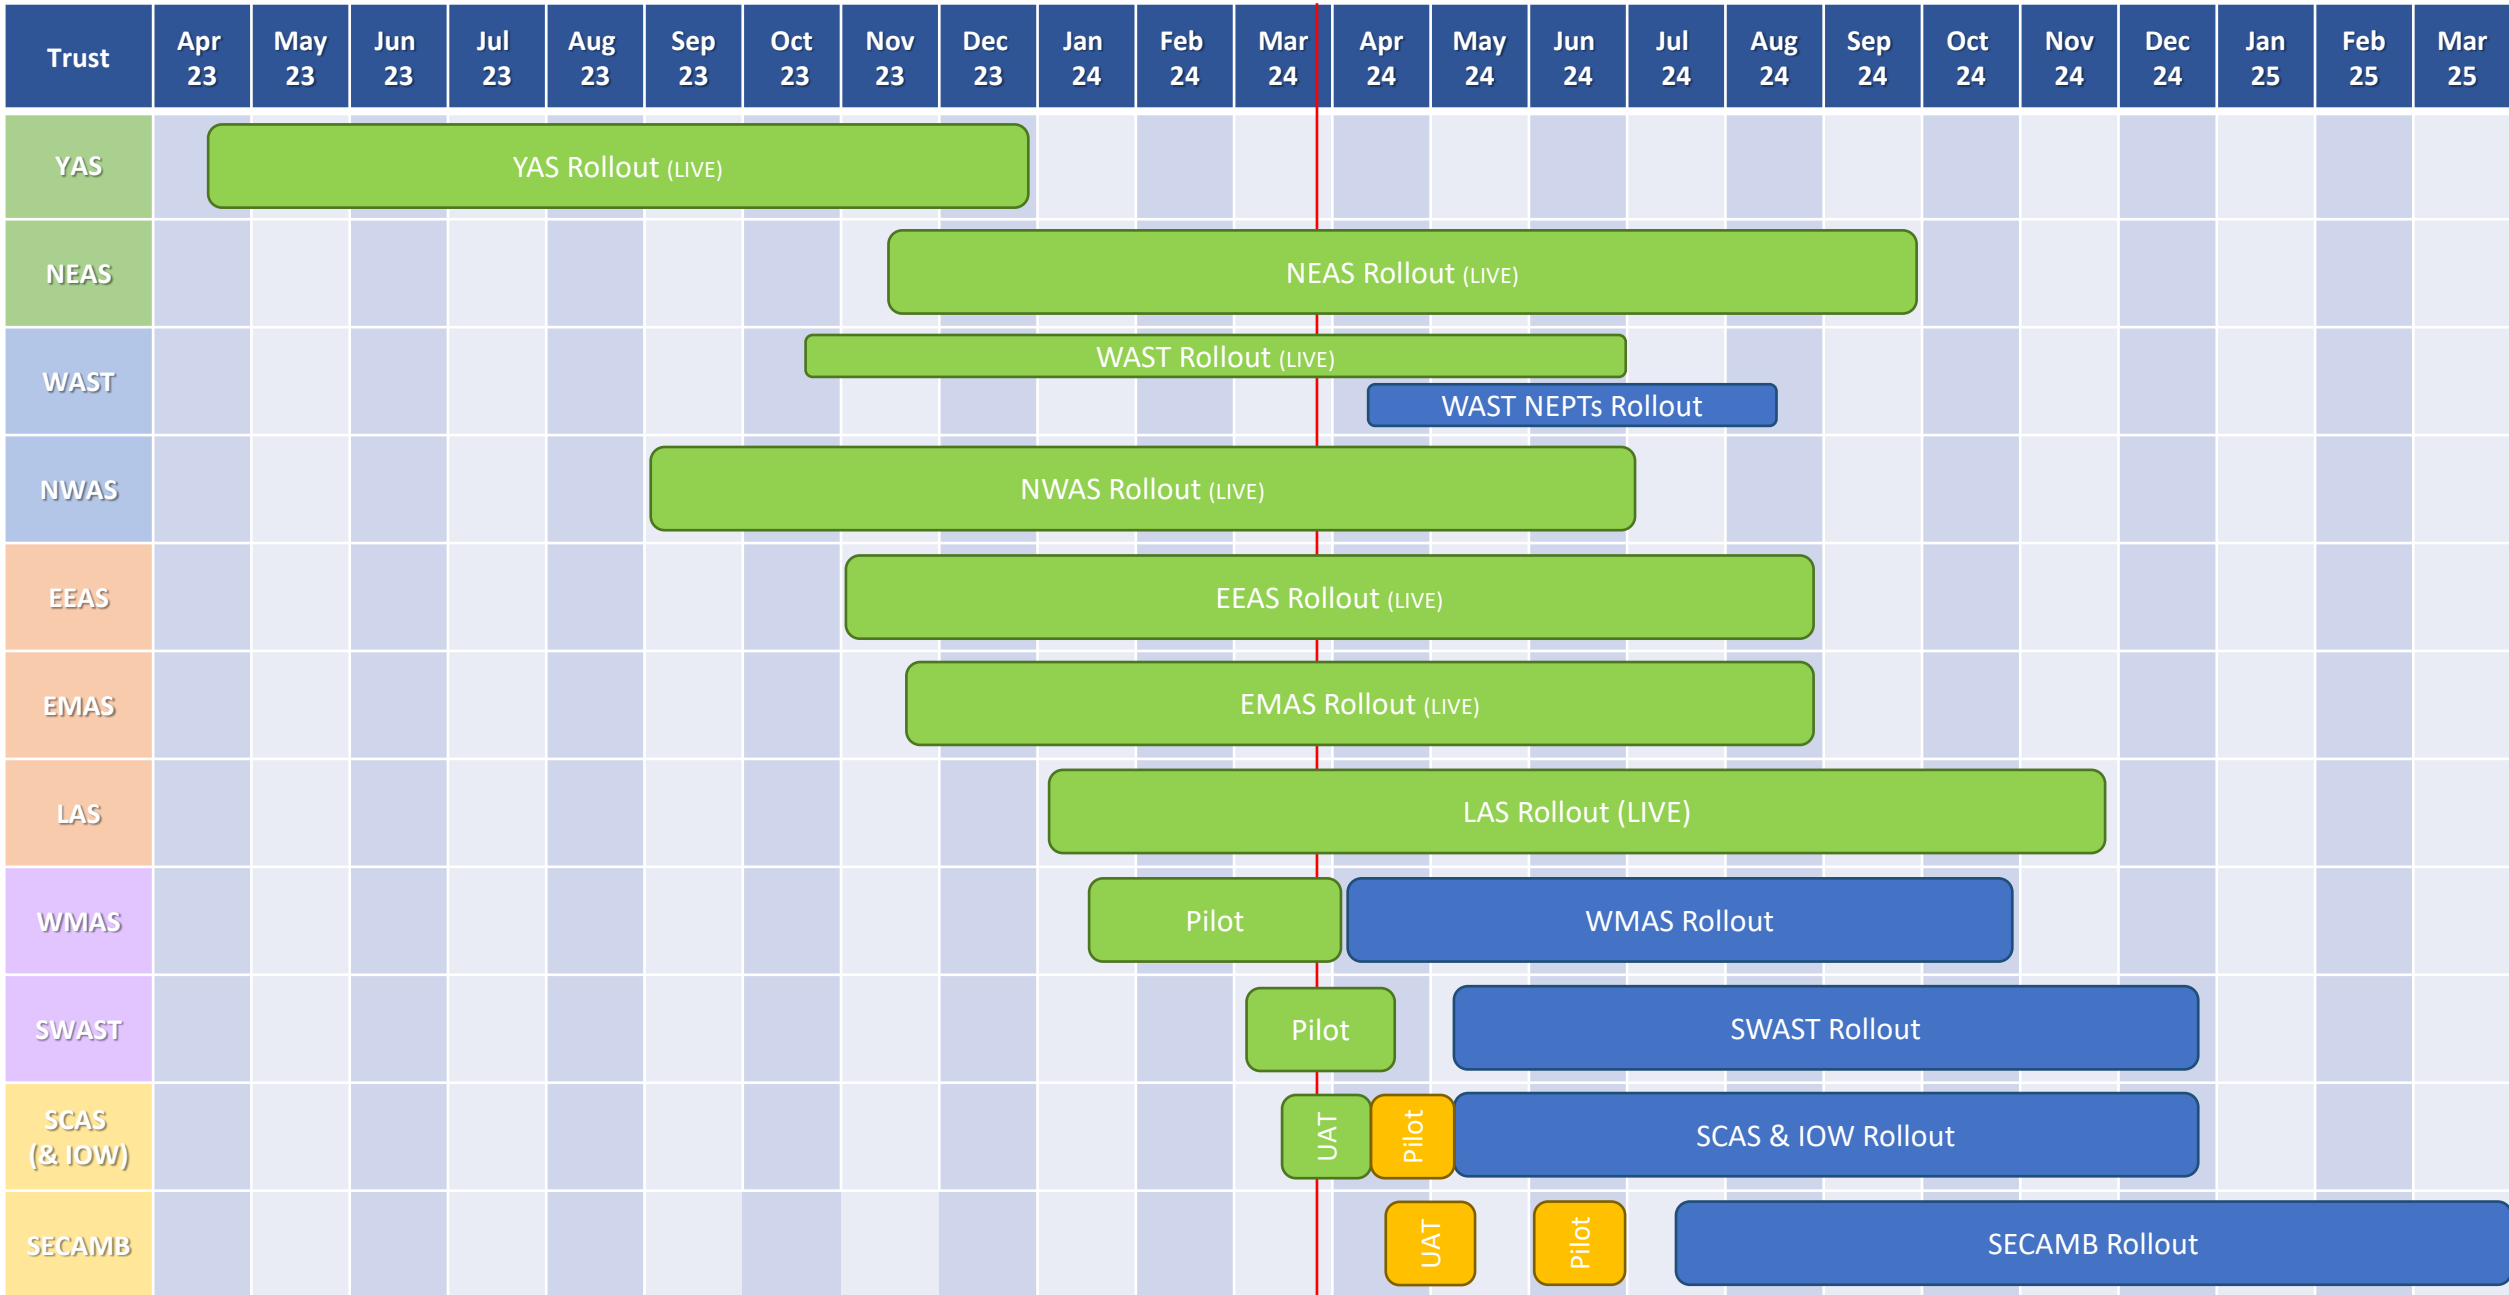 Trust
Apr 23
May 23
Jun 23
Jul 23
Aug 23
Sep 23
Oct 23
Nov 23
Dec 23
Jan 24
Feb 24
Mar 24
Apr 24
May 24
Jun 24
Jul 24
Aug 24
Sep 24
Oct 24
Nov 24
Dec 24
Jan 25
Feb 25
Mar 25
YAS
YAS Rollout (LIVE)
NEAS
NEAS Rollout (LIVE)
WAST
WAST Rollout (LIVE)
WAST NEPTs Rollout
NWAS
NWAS Rollout (LIVE)
EEAS
EEAS Rollout (LIVE)
EMAS
EMAS Rollout (LIVE)
LAS
LAS Rollout (LIVE)
WMAS
Pilot
WMAS Rollout
SWAST
Pilot
SWAST Rollout
SCAS
(& IOW)
UAT
Pilot
SCAS & IOW Rollout
SECAMB
UAT
Pilot
SECAMB Rollout